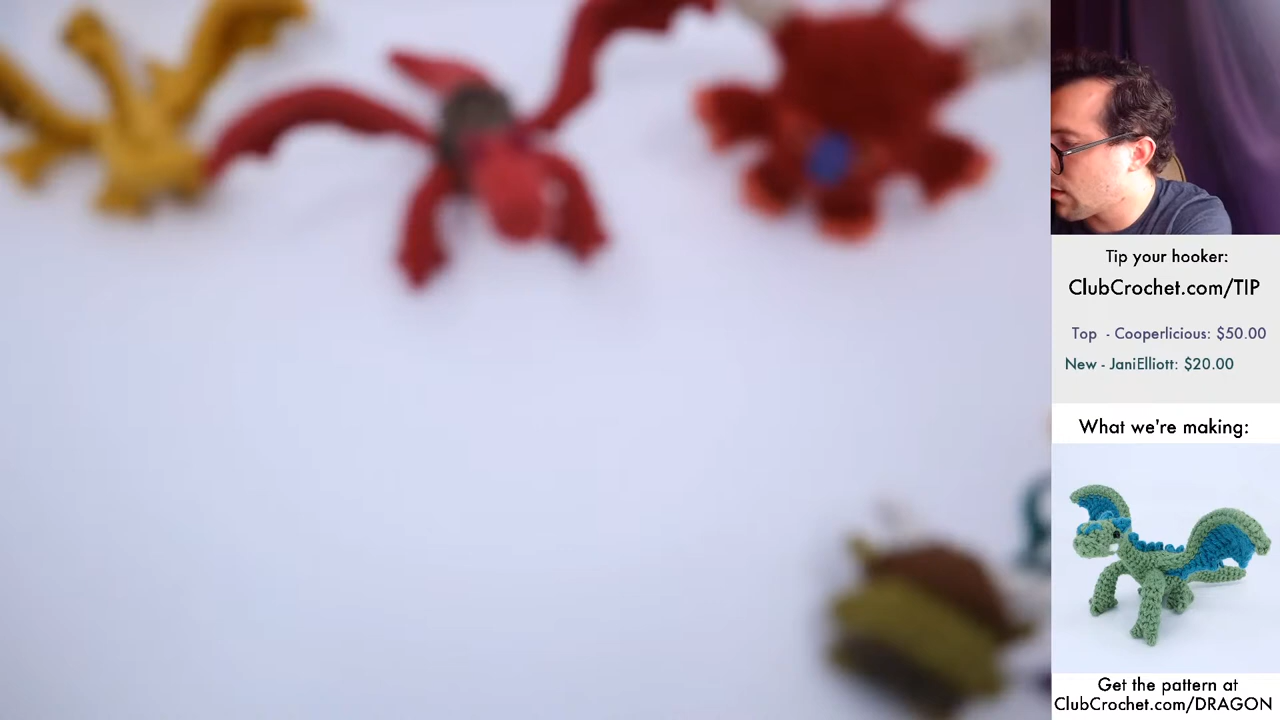 Tip your hooker:
ClubCrochet.com/TIP
Top - Cooperlicious: $50.00
New - JaniElliott: $20.00
What we're making:
Get the pattern at
ClubCrochet.com/DRAGON